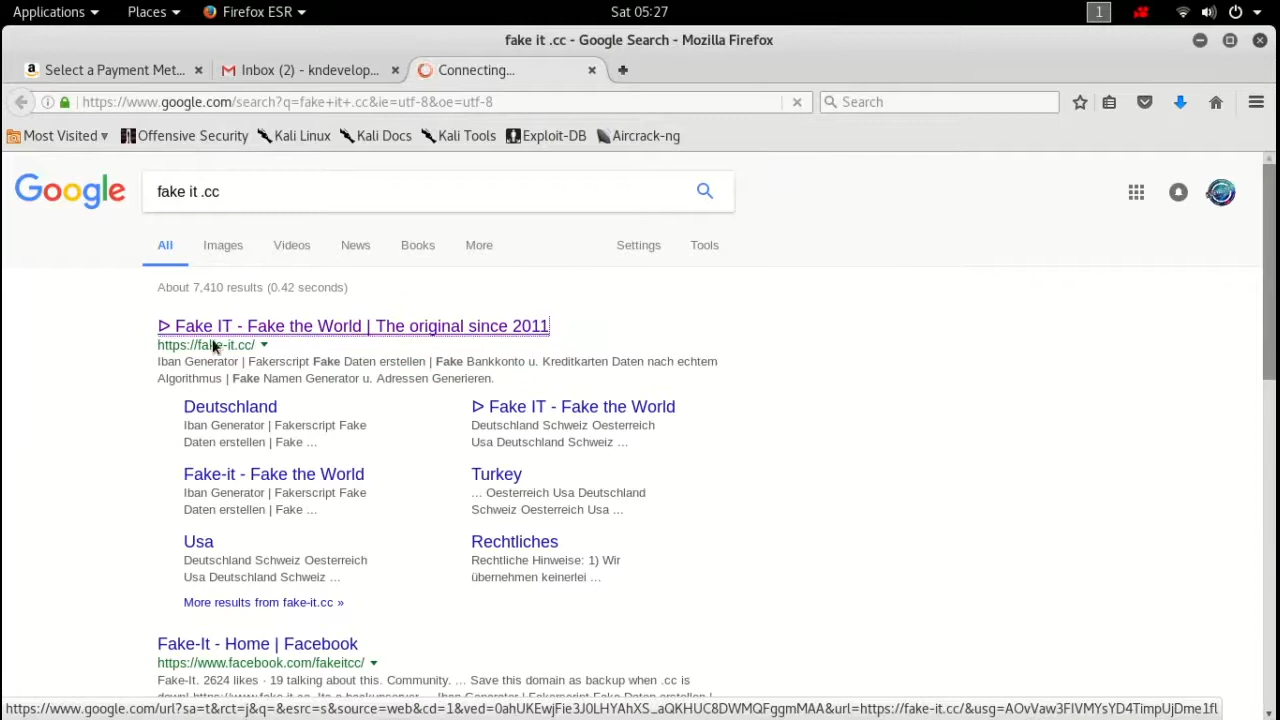 Applications Places Firefox ESR Sat 05:27 1
fake it .cc - Google Search - Mozilla Firefox
Select a Payment Met... Inbox (2) - kndevelop... Connecting...
https://www.google.com/search?q=fake+it+.cc&ie=utf-8&oe=utf-8 Search
Most Visited Offensive Security Kali Linux Kali Docs Kali Tools Exploit-DB Aircrack-ng
Google fake it .cc
All Images Videos News Books More Settings Tools
About 7,410 results (0.42 seconds)
ᐅ Fake IT - Fake the World | The original since 2011
https://fake-it.cc/
Iban Generator | Fakerscript Fake Daten erstellen | Fake Bankkonto u. Kreditkarten Daten nach echtem
Algorithmus | Fake Namen Generator u. Adressen Generieren.
Deutschland
Iban Generator | Fakerscript Fake
Daten erstellen | Fake ...
ᐅ Fake IT - Fake the World
Deutschland Schweiz Oesterreich
Usa Deutschland Schweiz ...
Fake-it - Fake the World
Iban Generator | Fakerscript Fake
Daten erstellen | Fake ...
Turkey
... Oesterreich Usa Deutschland
Schweiz Oesterreich Usa ...
Usa
Deutschland Schweiz Oesterreich
Usa Deutschland Schweiz ...
Rechtliches
Rechtliche Hinweise: 1) Wir
übernehmen keinerlei ...
More results from fake-it.cc »
Fake-It - Home | Facebook
https://www.facebook.com/fakeitcc/
Fake-It. 2624 likes · 19 talking about this. Community. ... Save this domain as backup when .cc is
https://www.google.com/url?sa=t&rct=j&q=&esrc=s&source=web&cd=1&ved=0ahUKEwjFie3J0LHYAhXS_aQKHUC8DWMQFggmMAA&url=https://fake-it.cc/&usg=AOvVaw3FIVMYsYD4TimpUjDme1fl